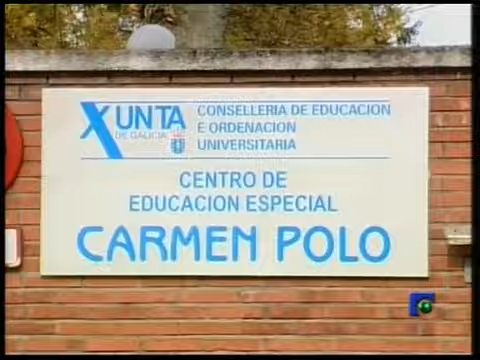 XUNTA
DE GALICIA
CONSELLERIA DE EDUCACION
E ORDENACION
UNIVERSITARIA
CENTRO DE
EDUCACION ESPECIAL
CARMEN POLO